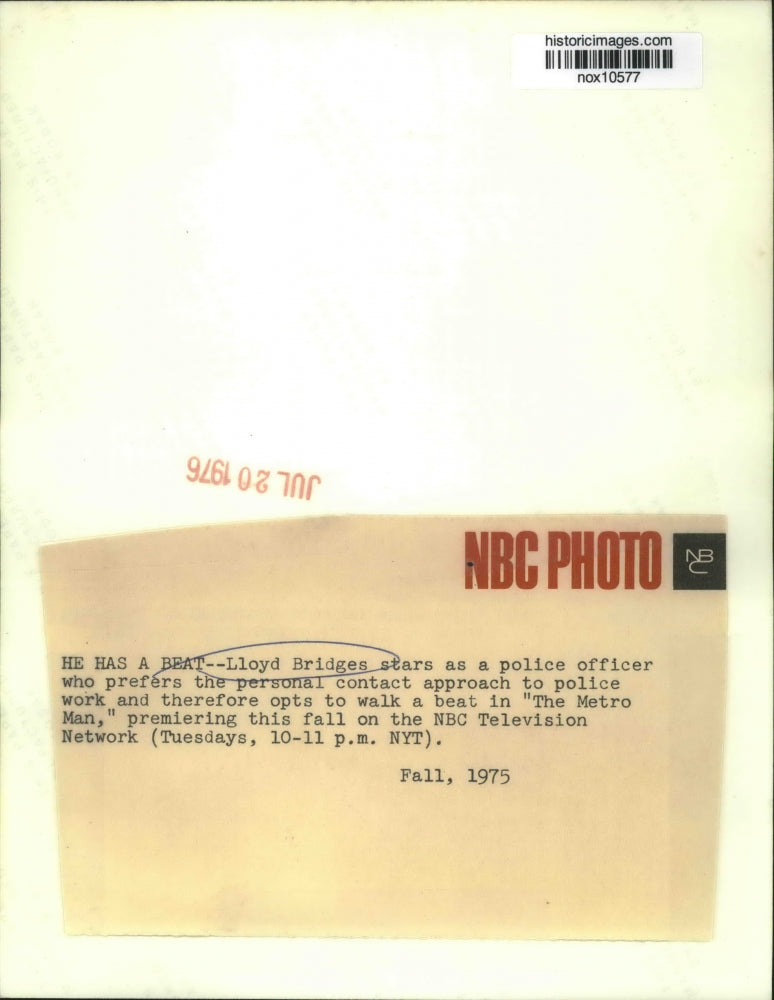 historicimages.com
nox10577
JUL 20 1976
NBC PHOTO
NBC
HE HAS A BEAT--Lloyd Bridges stars as a police officer
who prefers the personal contact approach to police
work and therefore opts to walk a beat in "The Metro
Man," premiering this fall on the NBC Television
Network (Tuesdays, 10-11 p.m. NYT).
Fall, 1975